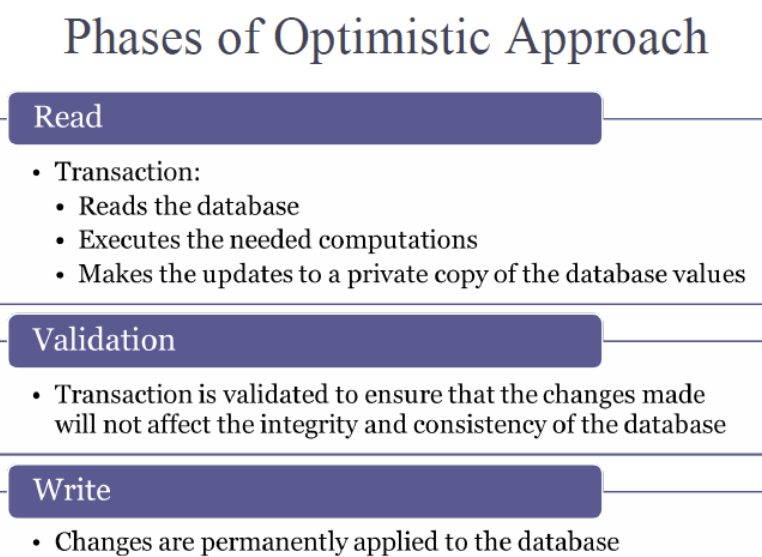 Phases of Optimistic Approach
Read
• Transaction:
• Reads the database
• Executes the needed computations
• Makes the updates to a private copy of the database values
Validation
• Transaction is validated to ensure that the changes made
will not affect the integrity and consistency of the database
Write
• Changes are permanently applied to the database